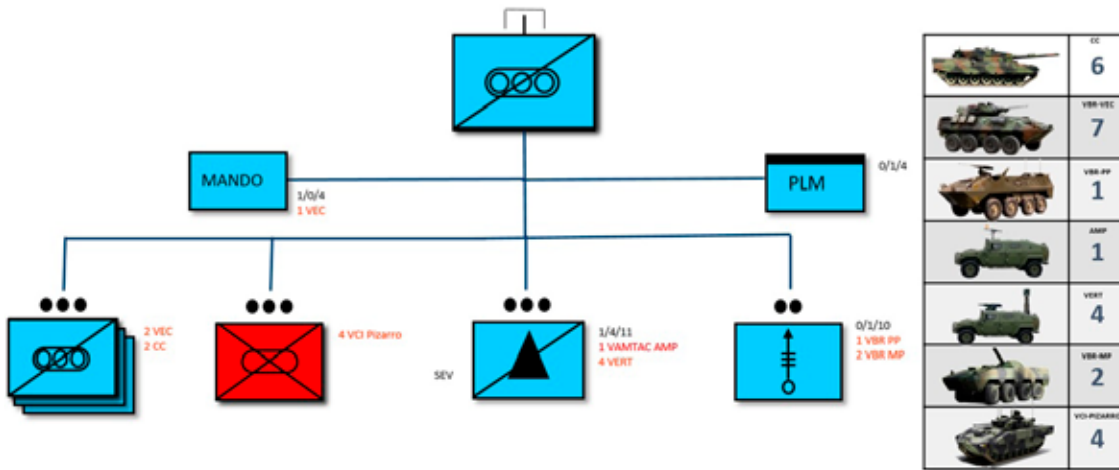 MANDO
1/0/4
1 VEC
PLM
0/1/4
2 VEC
2 CC
4 VCI Pizarro
SEV
1/4/11
1 VAMTAC AMP
4 VERT
0/1/10
1 VBR PP
2 VBR MP
CC
6
VBR-VEC
7
VBR-PP
1
AMP
1
VERT
4
VBR-MP
2
VCI-PIZARRO
4